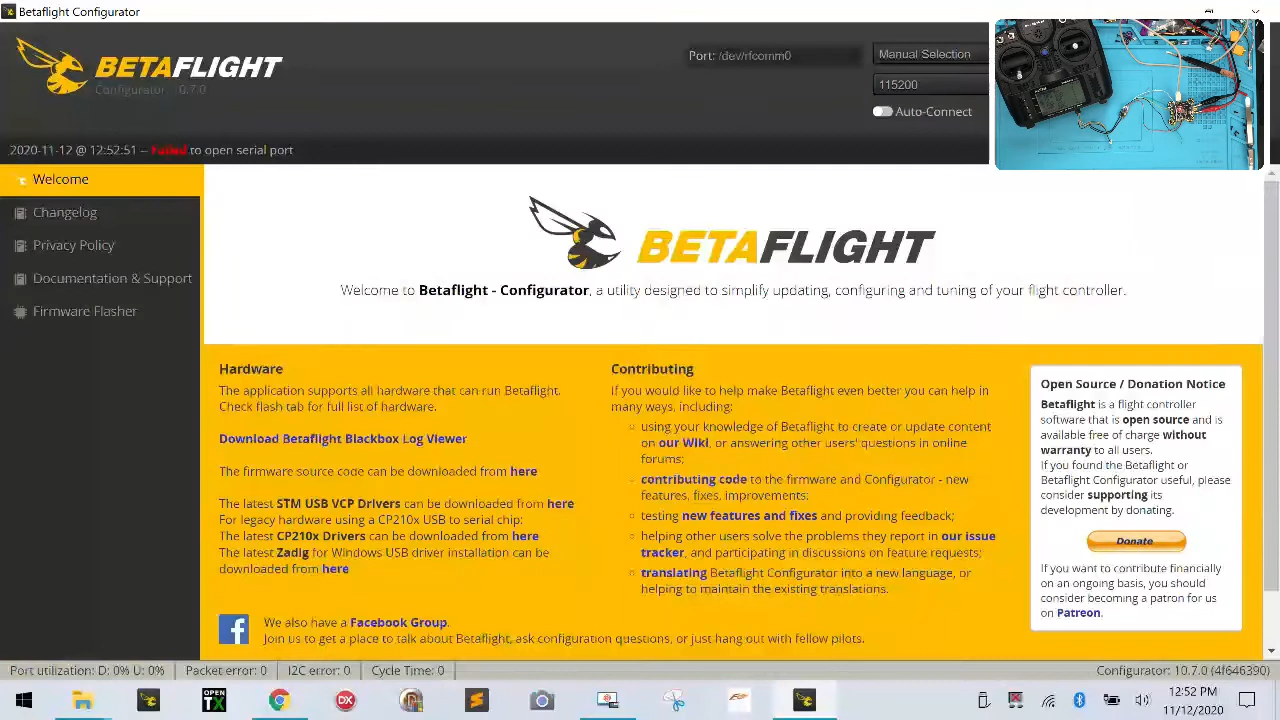 Betaflight Configurator
BETAFLIGHT
Configurator 0.7.0
Port: /dev/rfcomm0
Manual Selection
115200
Auto-Connect
2020-11-12 @ 12:52:51 -- Failed to open serial port
Welcome
Changelog
Privacy Policy
Documentation & Support
Firmware Flasher
BETAFLIGHT
Welcome to Betaflight - Configurator, a utility designed to simplify updating, configuring and tuning of your flight controller.
Hardware
The application supports all hardware that can run Betaflight.
Check flash tab for full list of hardware.
Download Betaflight Blackbox Log Viewer
The firmware source code can be downloaded from here
The latest STM USB VCP Drivers can be downloaded from here
For legacy hardware using a CP210x USB to serial chip:
The latest CP210x Drivers can be downloaded from here
The latest Zadig for Windows USB driver installation can be
downloaded from here
We also have a Facebook Group.
Join us to get a place to talk about Betaflight, ask configuration questions, or just hang out with fellow pilots.
Contributing
If you would like to help make Betaflight even better you can help in
many ways, including:
using your knowledge of Betaflight to create or update content
on our Wiki, or answering other users' questions in online
forums;
contributing code to the firmware and Configurator - new
features, fixes, improvements;
testing new features and fixes and providing feedback;
helping other users solve the problems they report in our issue
tracker, and participating in discussions on feature requests;
translating Betaflight Configurator into a new language, or
helping to maintain the existing translations.
Open Source / Donation Notice
Betaflight is a flight controller
software that is open source and is
available free of charge without
warranty to all users.
If you found the Betaflight or
Betaflight Configurator useful, please
consider supporting its
development by donating.
Donate
If you want to contribute financially
on an ongoing basis, you should
consider becoming a patron for us
on Patreon.
Port utilization: D: 0% U: 0%
Packet error: 0
I2C error: 0
Cycle Time: 0
Configurator: 10.7.0 (4f646390)
OPEN
TX
DX
12:52 PM
11/12/2020